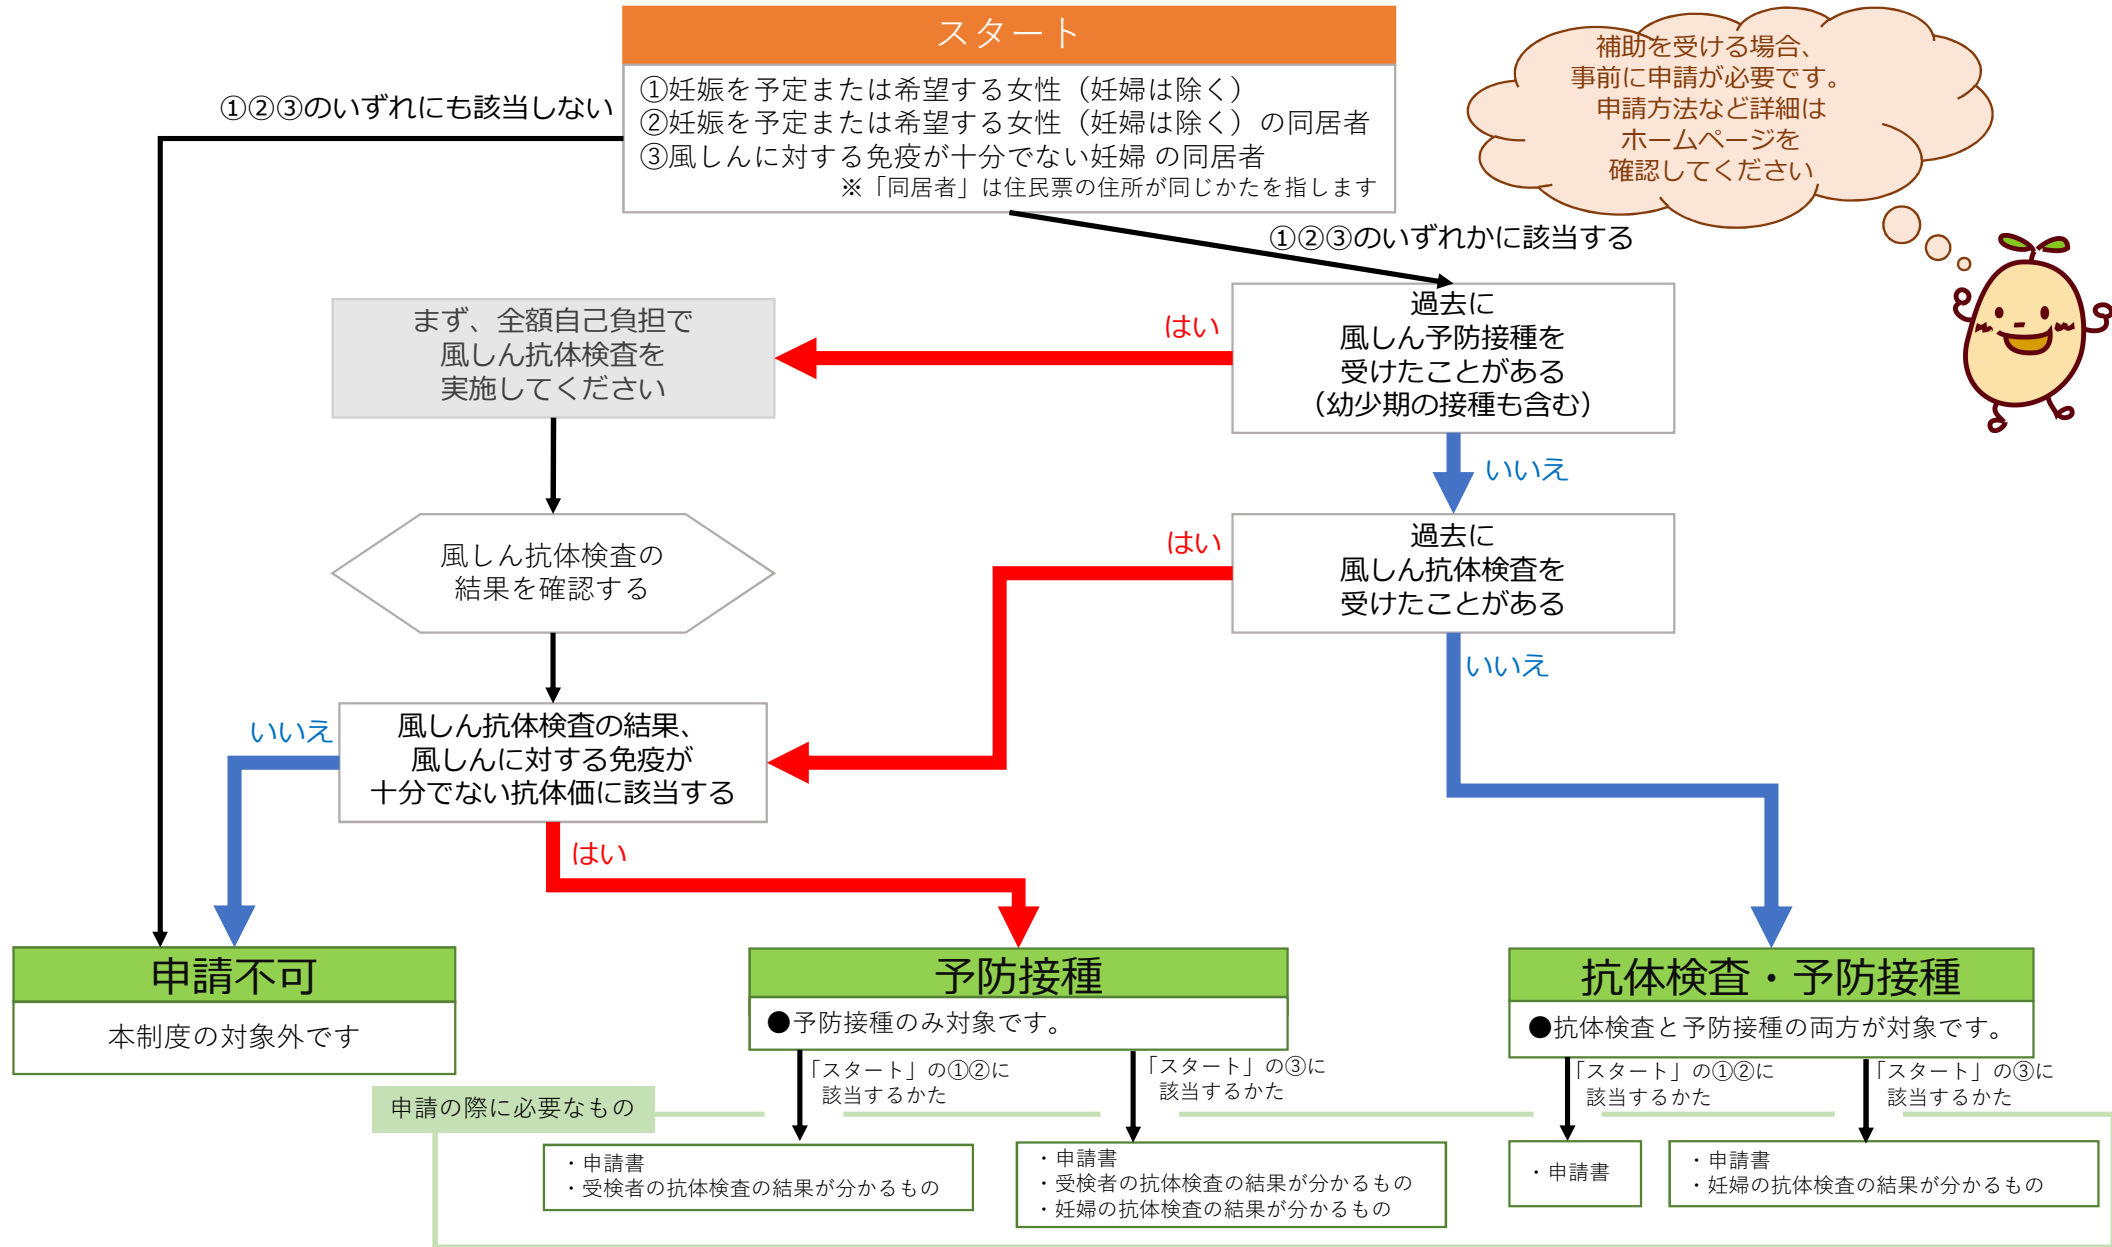 スタート
①妊娠を予定または希望する女性（妊婦は除く）
②妊娠を予定または希望する女性（妊婦は除く）の同居者
③風しんに対する免疫が十分でない妊婦 の同居者
※「同居者」は住民票の住所が同じかたを指します
補助を受ける場合、
事前に申請が必要です。
申請方法など詳細は
ホームページを
確認してください
①②③のいずれにも該当しない
①②③のいずれかに該当する
過去に
風しん予防接種を
受けたことがある
（幼少期の接種も含む）
はい
いいえ
まず、全額自己負担で
風しん抗体検査を
実施してください
過去に
風しん抗体検査を
受けたことがある
はい
いいえ
風しん抗体検査の
結果を確認する
風しん抗体検査の結果、
風しんに対する免疫が
十分でない抗体価に該当する
いいえ
はい
申請不可
本制度の対象外です
予防接種
●予防接種のみ対象です。
抗体検査・予防接種
●抗体検査と予防接種の両方が対象です。
「スタート」の①②に
該当するかた
「スタート」の③に
該当するかた
「スタート」の①②に
該当するかた
「スタート」の③に
該当するかた
申請の際に必要なもの
・申請書
・受検者の抗体検査の結果が分かるもの
・申請書
・受検者の抗体検査の結果が分かるもの
・妊婦の抗体検査の結果が分かるもの
・申請書
・申請書
・妊婦の抗体検査の結果が分かるもの